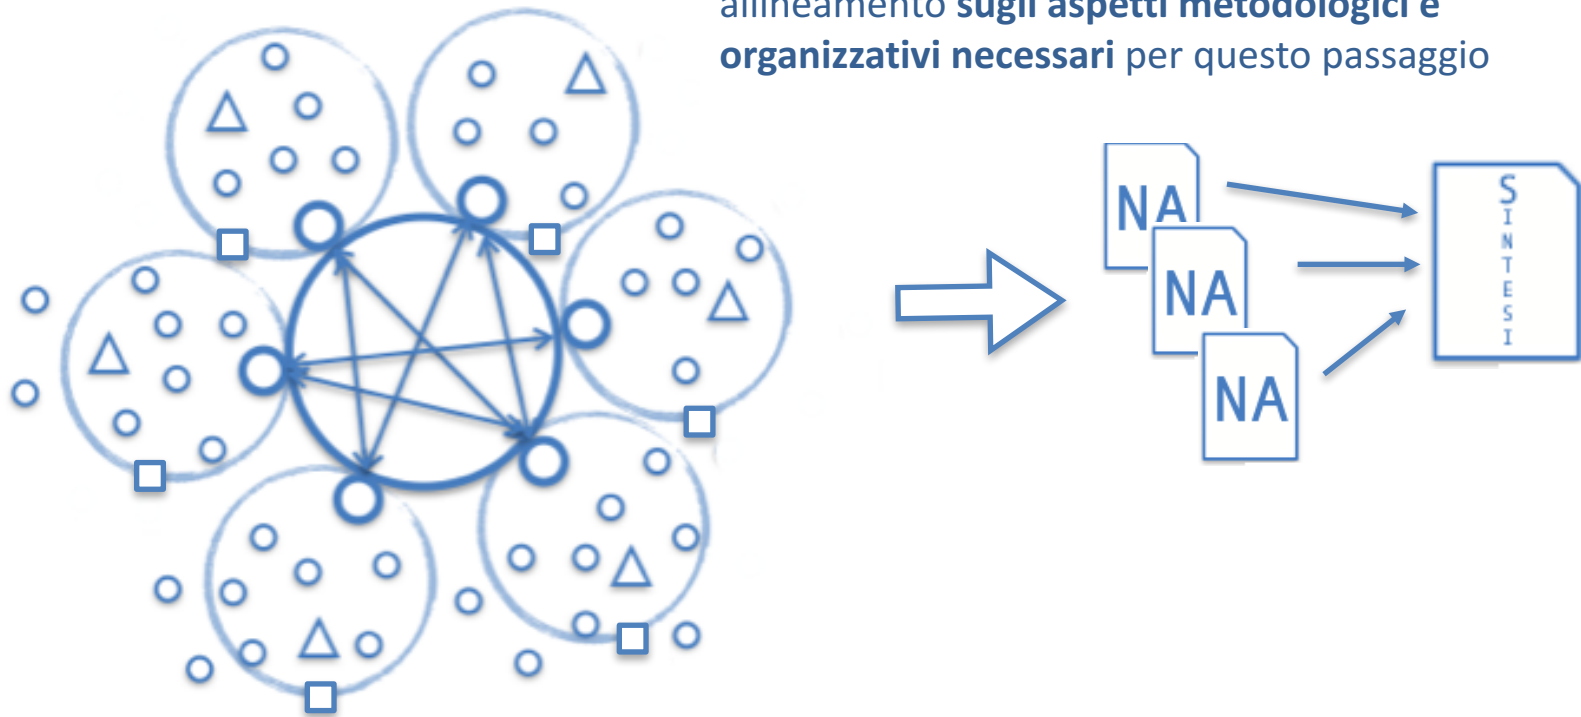 allineamento sugli aspetti metodologici e
organizzativi necessari per questo passaggio
NA
NA
NA
SINTESI